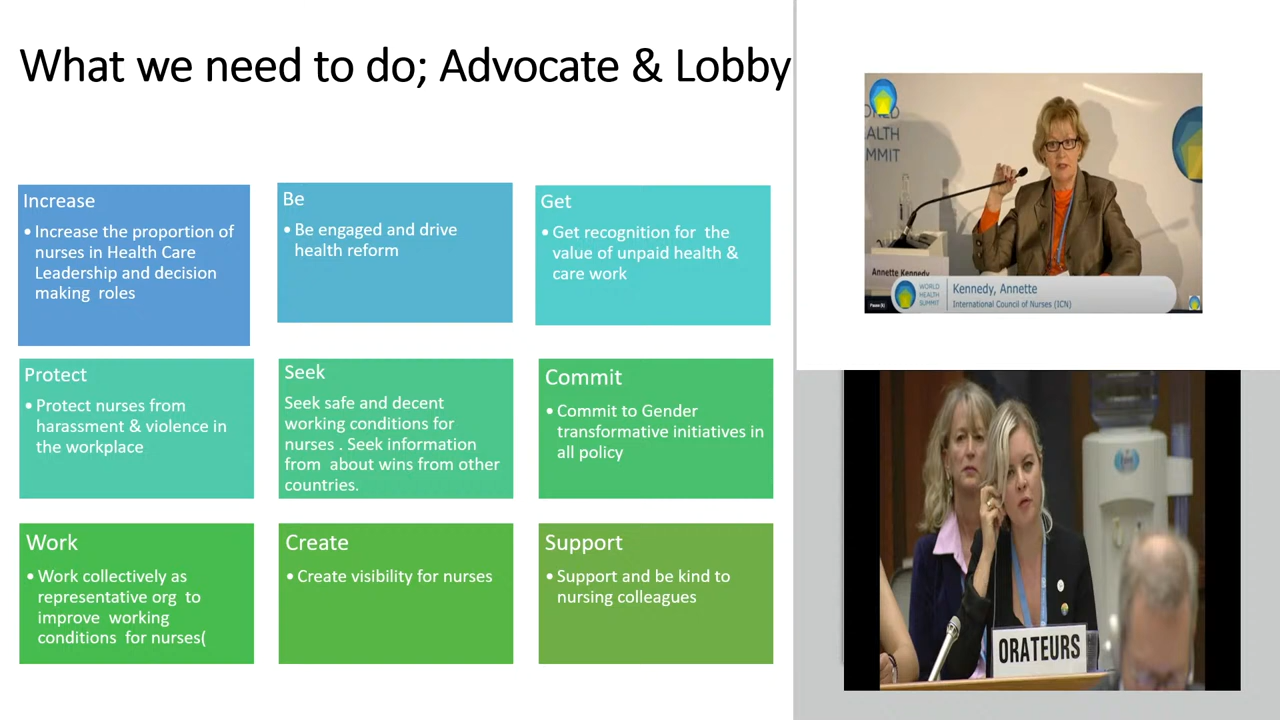 What we need to do; Advocate & Lobby
Increase
• Increase the proportion of
nurses in Health Care
Leadership and decision
making roles
Be
• Be engaged and drive
health reform
Get
• Get recognition for the
value of unpaid health &
care work
Protect
• Protect nurses from
harassment & violence in
the workplace
Seek
Seek safe and decent
working conditions for
nurses . Seek information
from about wins from other
countries.
Commit
• Commit to Gender
transformative initiatives in
all policy
Work
• Work collectively as
representative org to
improve working
conditions for nurses(
Create
• Create visibility for nurses
Support
• Support and be kind to
nursing colleagues
Annette Kennedy
WORLD
HEALTH
SUMMIT
Kennedy, Annette
International Council of Nurses (ICN)
ORATEURS